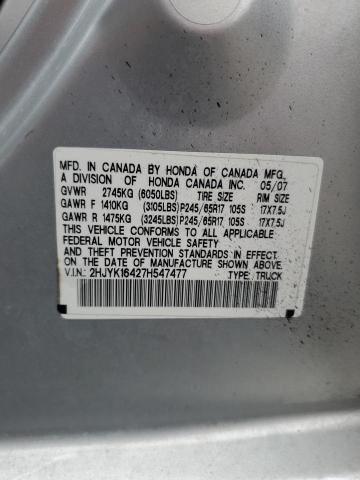 MFD. IN CANADA BY HONDA OF CANADA MFG.,
A DIVISION OF HONDA CANADA INC. 05/07
GVWR 2745KG (6050LBS) TIRE SIZE RIM SIZE
GAWR F 1410KG (3105LBS) P245/65R17 105S 17X7.5J
GAWR R 1475KG (3245LBS) P245/65R17 105S 17X7.5J
THIS VEHICLE CONFORMS TO ALL APPLICABLE
FEDERAL MOTOR VEHICLE SAFETY
STANDARDS IN EFFECT ON THE DATE OF
MANUFACTURE SHOWN ABOVE.
V.I.N.: 2HJYK16427H547477 TYPE: TRUCK